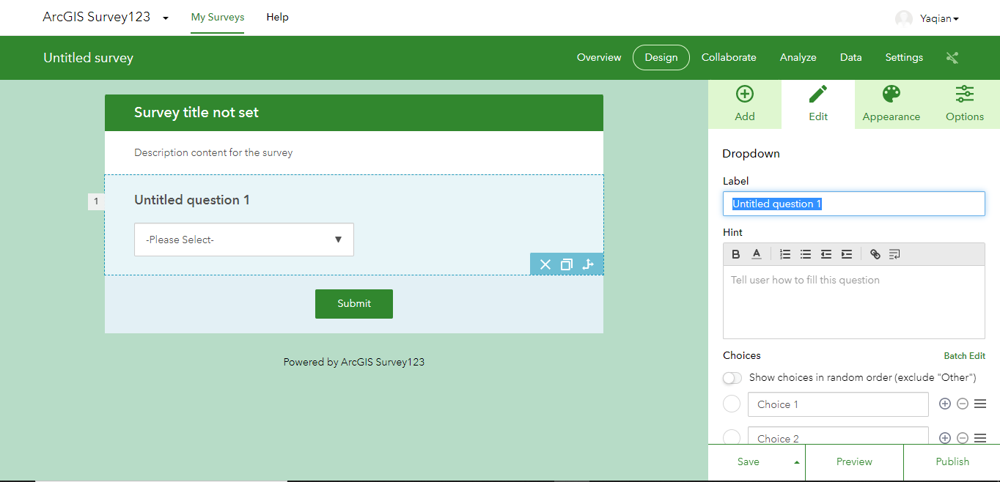 ArcGIS Survey123 My Surveys Help Yaqian
Untitled survey Overview Design Collaborate Analyze Data Settings
Add Edit Appearance Options
Survey title not set
Description content for the survey
1 Untitled question 1
-Please Select-
Submit
Powered by ArcGIS Survey123
Dropdown
Label
Untitled question 1
Hint
B A
Tell user how to fill this question
Choices Batch Edit
Show choices in random order (exclude "Other")
Choice 1
Choice 2
Save Preview Publish